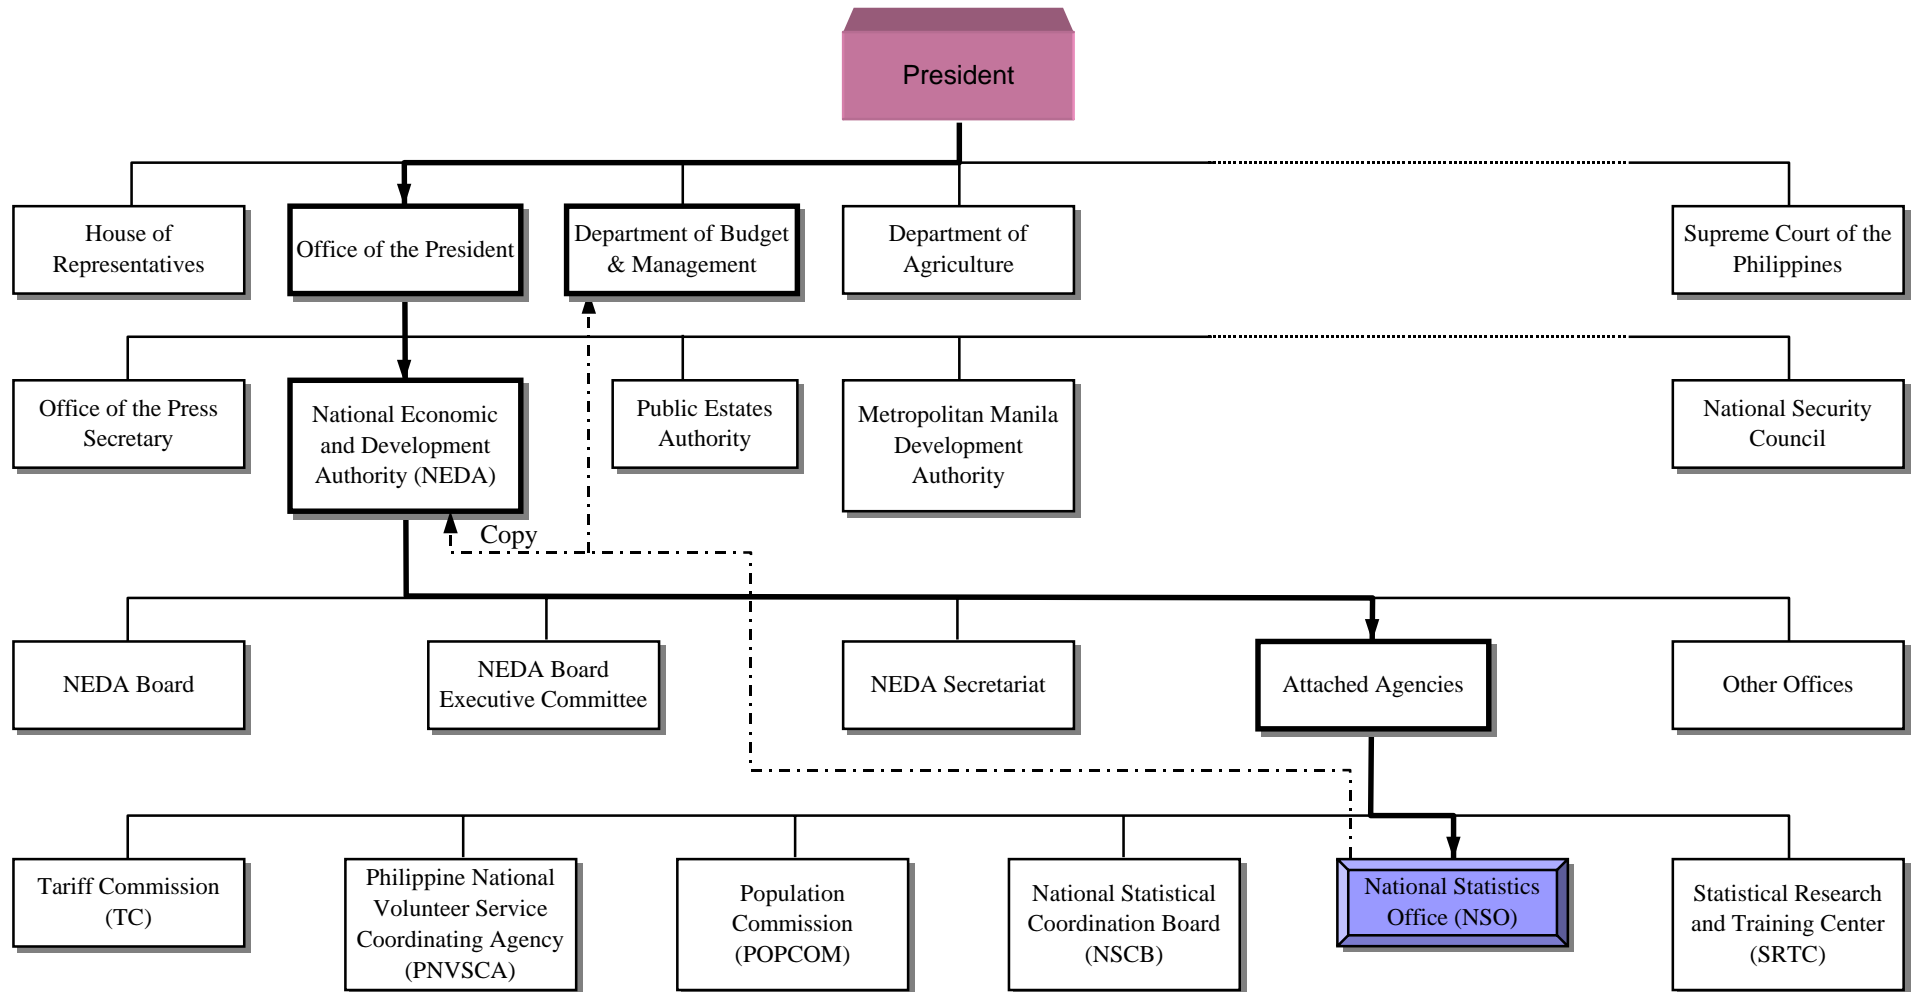 President
House of
Representatives
Office of the President
Department of Budget
& Management
Department of
Agriculture
Supreme Court of the
Philippines
Office of the Press
Secretary
National Economic
and Development
Authority (NEDA)
Public Estates
Authority
Metropolitan Manila
Development
Authority
National Security
Council
Copy
NEDA Board
NEDA Board
Executive Committee
NEDA Secretariat
Attached Agencies
Other Offices
Tariff Commission
(TC)
Philippine National
Volunteer Service
Coordinating Agency
(PNVSCA)
Population
Commission
(POPCOM)
National Statistical
Coordination Board
(NSCB)
National Statistics
Office (NSO)
Statistical Research
and Training Center
(SRTC)